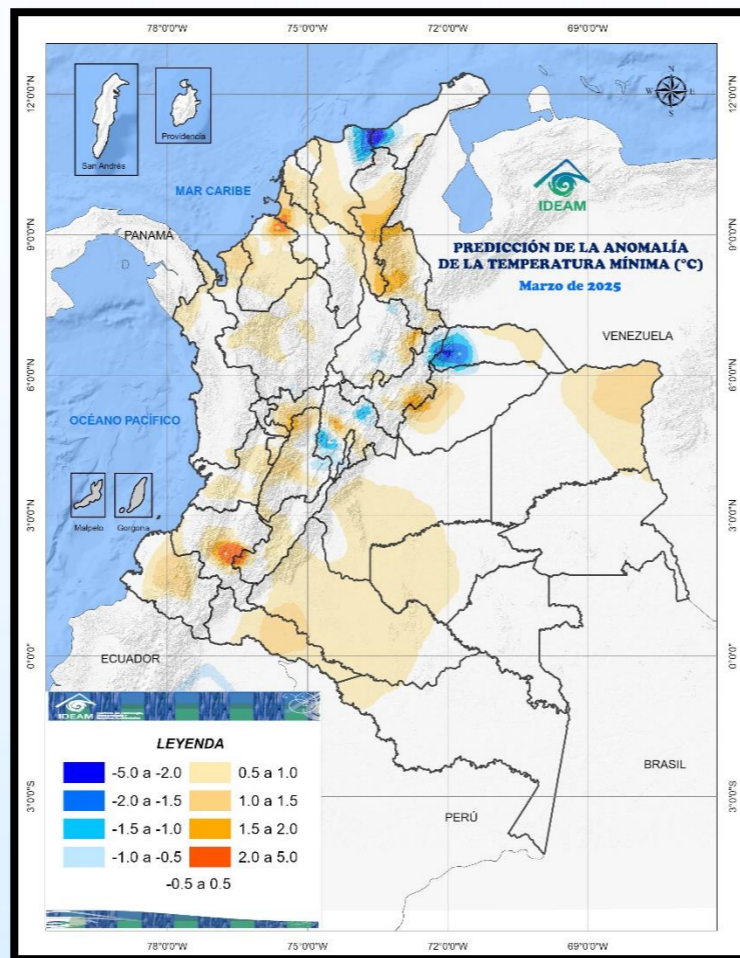 78°0'0"W 75°0'0"W 72°0'0"W 69°0'0"W
12°0'0"N 12°0'0"N
San Andrés
Providencia
N
W E
S
MAR CARIBE
IDEAM
9°0'0"N 9°0'0"N
PANAMÁ
PREDICCIÓN DE LA ANOMALÍA
DE LA TEMPERATURA MÍNIMA (°C)
Marzo de 2025
VENEZUELA
6°0'0"N 6°0'0"N
OCÉANO PACÍFICO
3°0'0"N 3°0'0"N
Malpelo Gorgona
0°0'0" 0°0'0"
ECUADOR
IDEAM
LEYENDA
-5.0 a -2.0 0.5 a 1.0
-2.0 a -1.5 1.0 a 1.5
-1.5 a -1.0 1.5 a 2.0
-1.0 a -0.5 2.0 a 5.0
-0.5 a 0.5
BRASIL
3°0'0"S 3°0'0"S
PERÚ
78°0'0"W 75°0'0"W 72°0'0"W 69°0'0"W